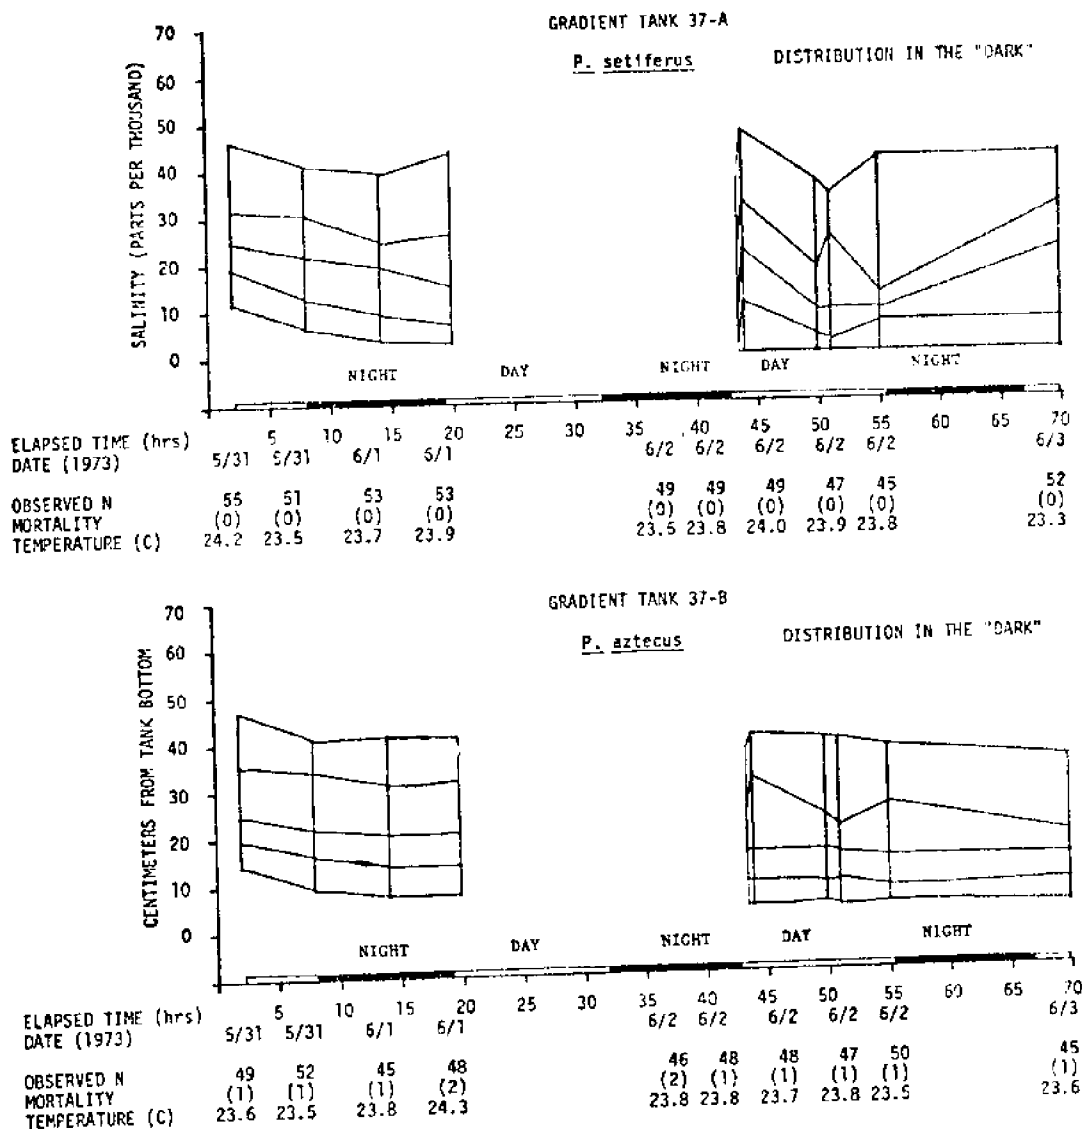 GRADIENT TANK 37-A
P. setiferus DISTRIBUTION IN THE "DARK"
SALINITY (PARTS PER THOUSAND)
70
60
50
40
30
20
10
0
NIGHT DAY NIGHT DAY NIGHT
ELAPSED TIME (hrs) 5 10 15 20 25 30 35 40 45 50 55 60 65 70
DATE (1973) 5/31 5/31 6/1 6/1 6/2 6/2 6/2 6/2 6/2 6/3
OBSERVED N 55 51 53 53 49 49 49 47 45 52
MORTALITY (0) (0) (0) (0) (0) (0) (0) (0) (0) (0)
TEMPERATURE (C) 24.2 23.5 23.7 23.9 23.5 23.8 24.0 23.9 23.8 23.3
GRADIENT TANK 37-B
P. aztecus DISTRIBUTION IN THE "DARK"
CENTIMETERS FROM TANK BOTTOM
70
60
50
40
30
20
10
0
NIGHT DAY NIGHT DAY NIGHT
ELAPSED TIME (hrs) 5 10 15 20 25 30 35 40 45 50 55 60 65 70
DATE (1973) 5/31 5/31 6/1 6/1 6/2 6/2 6/2 6/2 6/2 6/3
OBSERVED N 49 52 45 48 46 48 48 47 50 45
MORTALITY (1) (1) (1) (2) (2) (1) (1) (1) (1) (1)
TEMPERATURE (C) 23.6 23.5 23.8 24.3 23.8 23.8 23.7 23.8 23.5 23.6